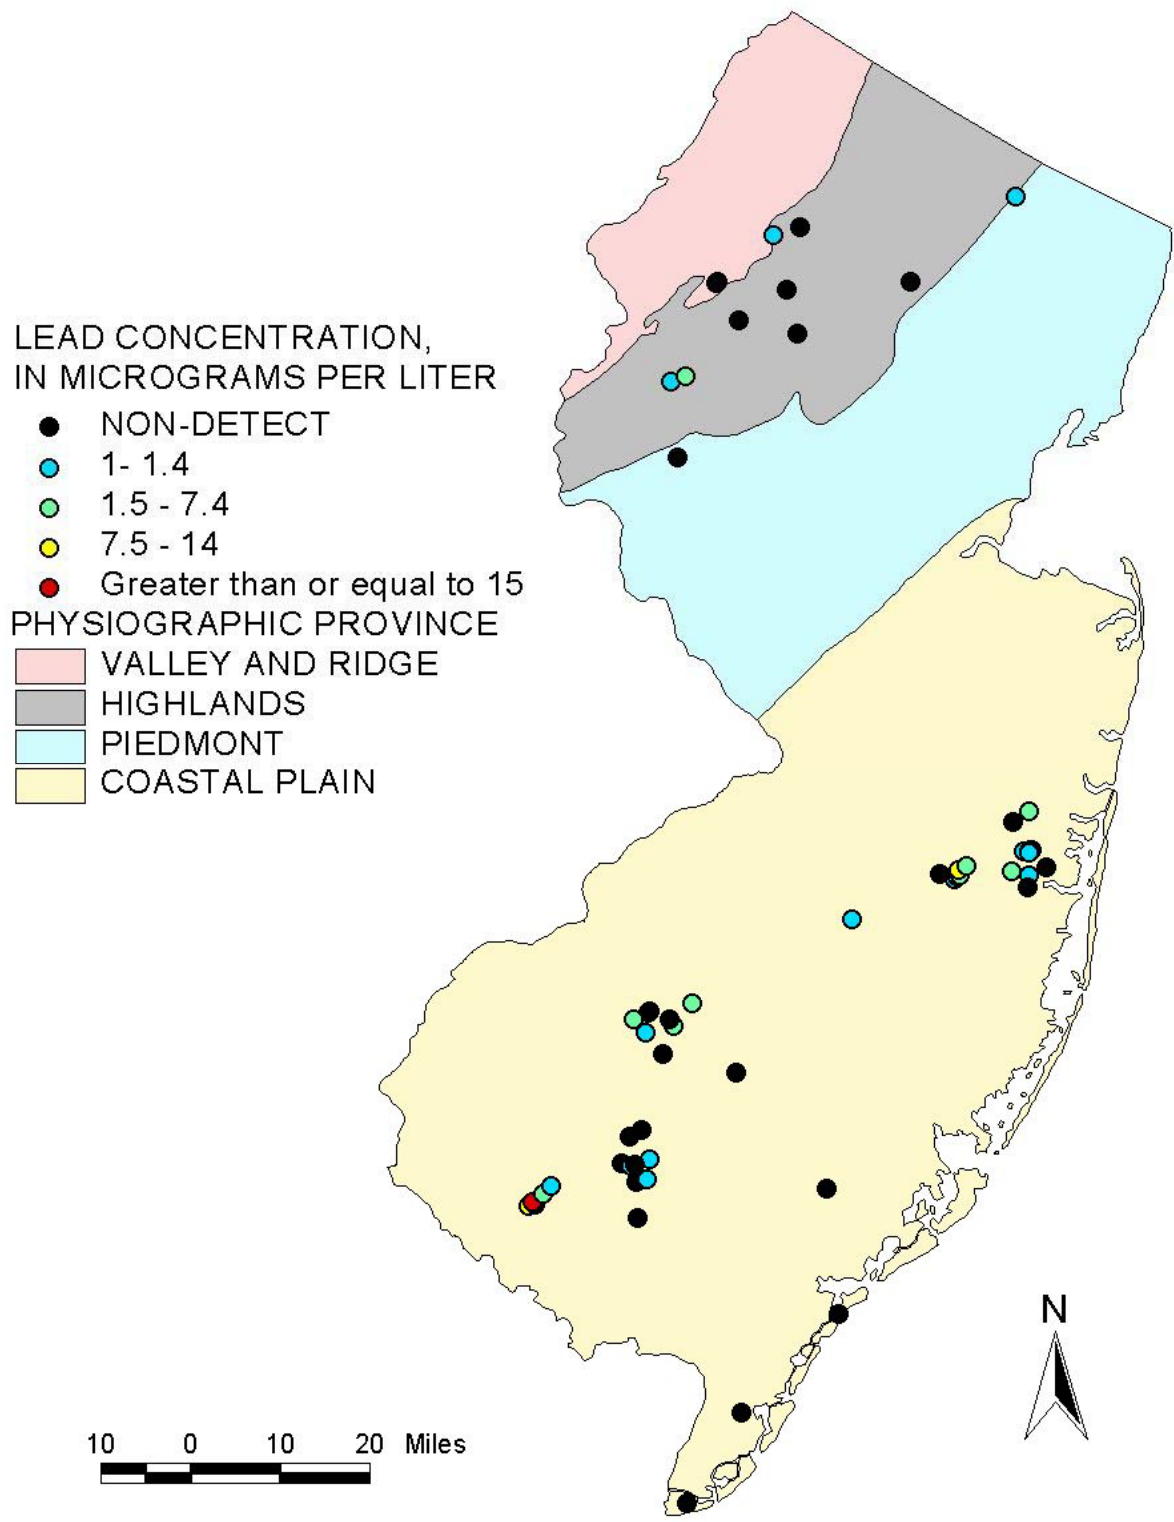 LEAD CONCENTRATION,
IN MICROGRAMS PER LITER
NON-DETECT
1- 1.4
1.5 - 7.4
7.5 - 14
Greater than or equal to 15
PHYSIOGRAPHIC PROVINCE
VALLEY AND RIDGE
HIGHLANDS
PIEDMONT
COASTAL PLAIN
N
10 0 10 20 Miles